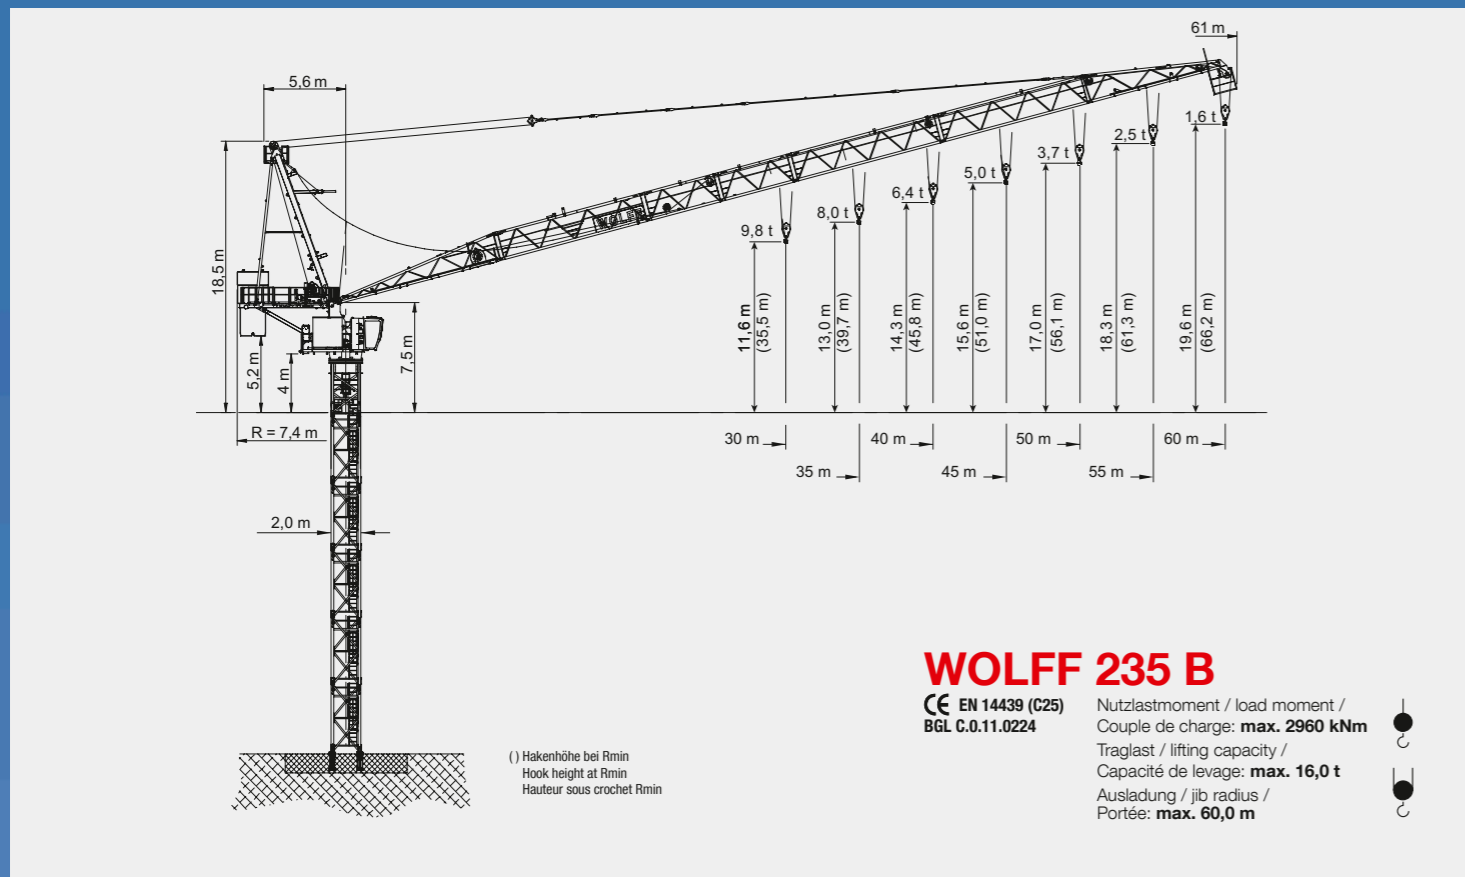 61 m
5,6 m
1,6 t
2,5 t
3,7 t
5,0 t
6,4 t
8,0 t
9,8 t
WOLFF
18,5 m
5,2 m
4 m
7,5 m
11,6 m
(35,5 m)
13,0 m
(39,7 m)
14,3 m
(45,8 m)
15,6 m
(51,0 m)
17,0 m
(56,1 m)
18,3 m
(61,3 m)
19,6 m
(66,2 m)
R = 7,4 m
30 m
40 m
50 m
60 m
35 m
45 m
55 m
2,0 m
WOLFF 235 B
CE EN 14439 (C25)
BGL C.0.11.0224
Nutzlastmoment / load moment /
Couple de charge: max. 2960 kNm
Traglast / lifting capacity /
Capacité de levage: max. 16,0 t
Ausladung / jib radius /
Portée: max. 60,0 m
( ) Hakenhöhe bei Rmin
Hook height at Rmin
Hauteur sous crochet Rmin